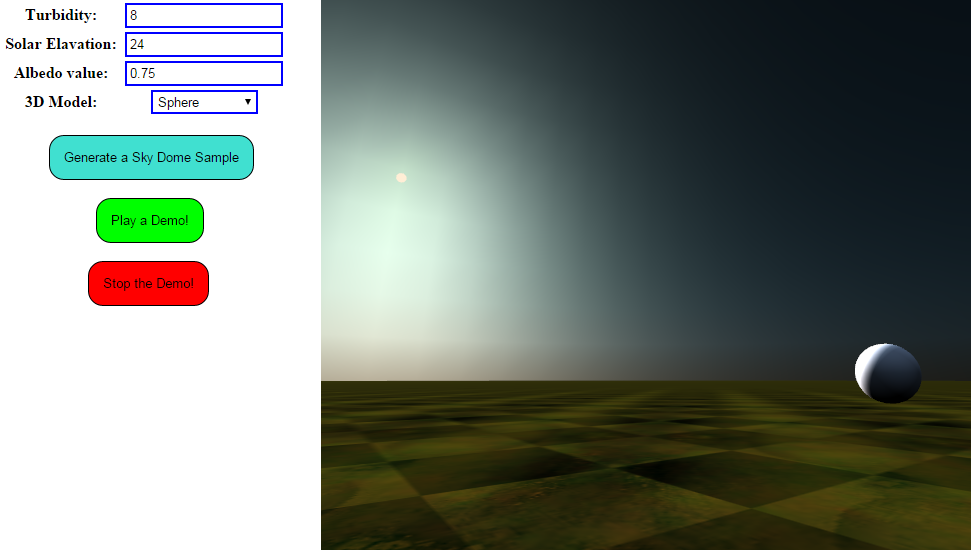 Turbidity: 8
Solar Elavation: 24
Albedo value: 0.75
3D Model: Sphere
Generate a Sky Dome Sample
Play a Demo!
Stop the Demo!